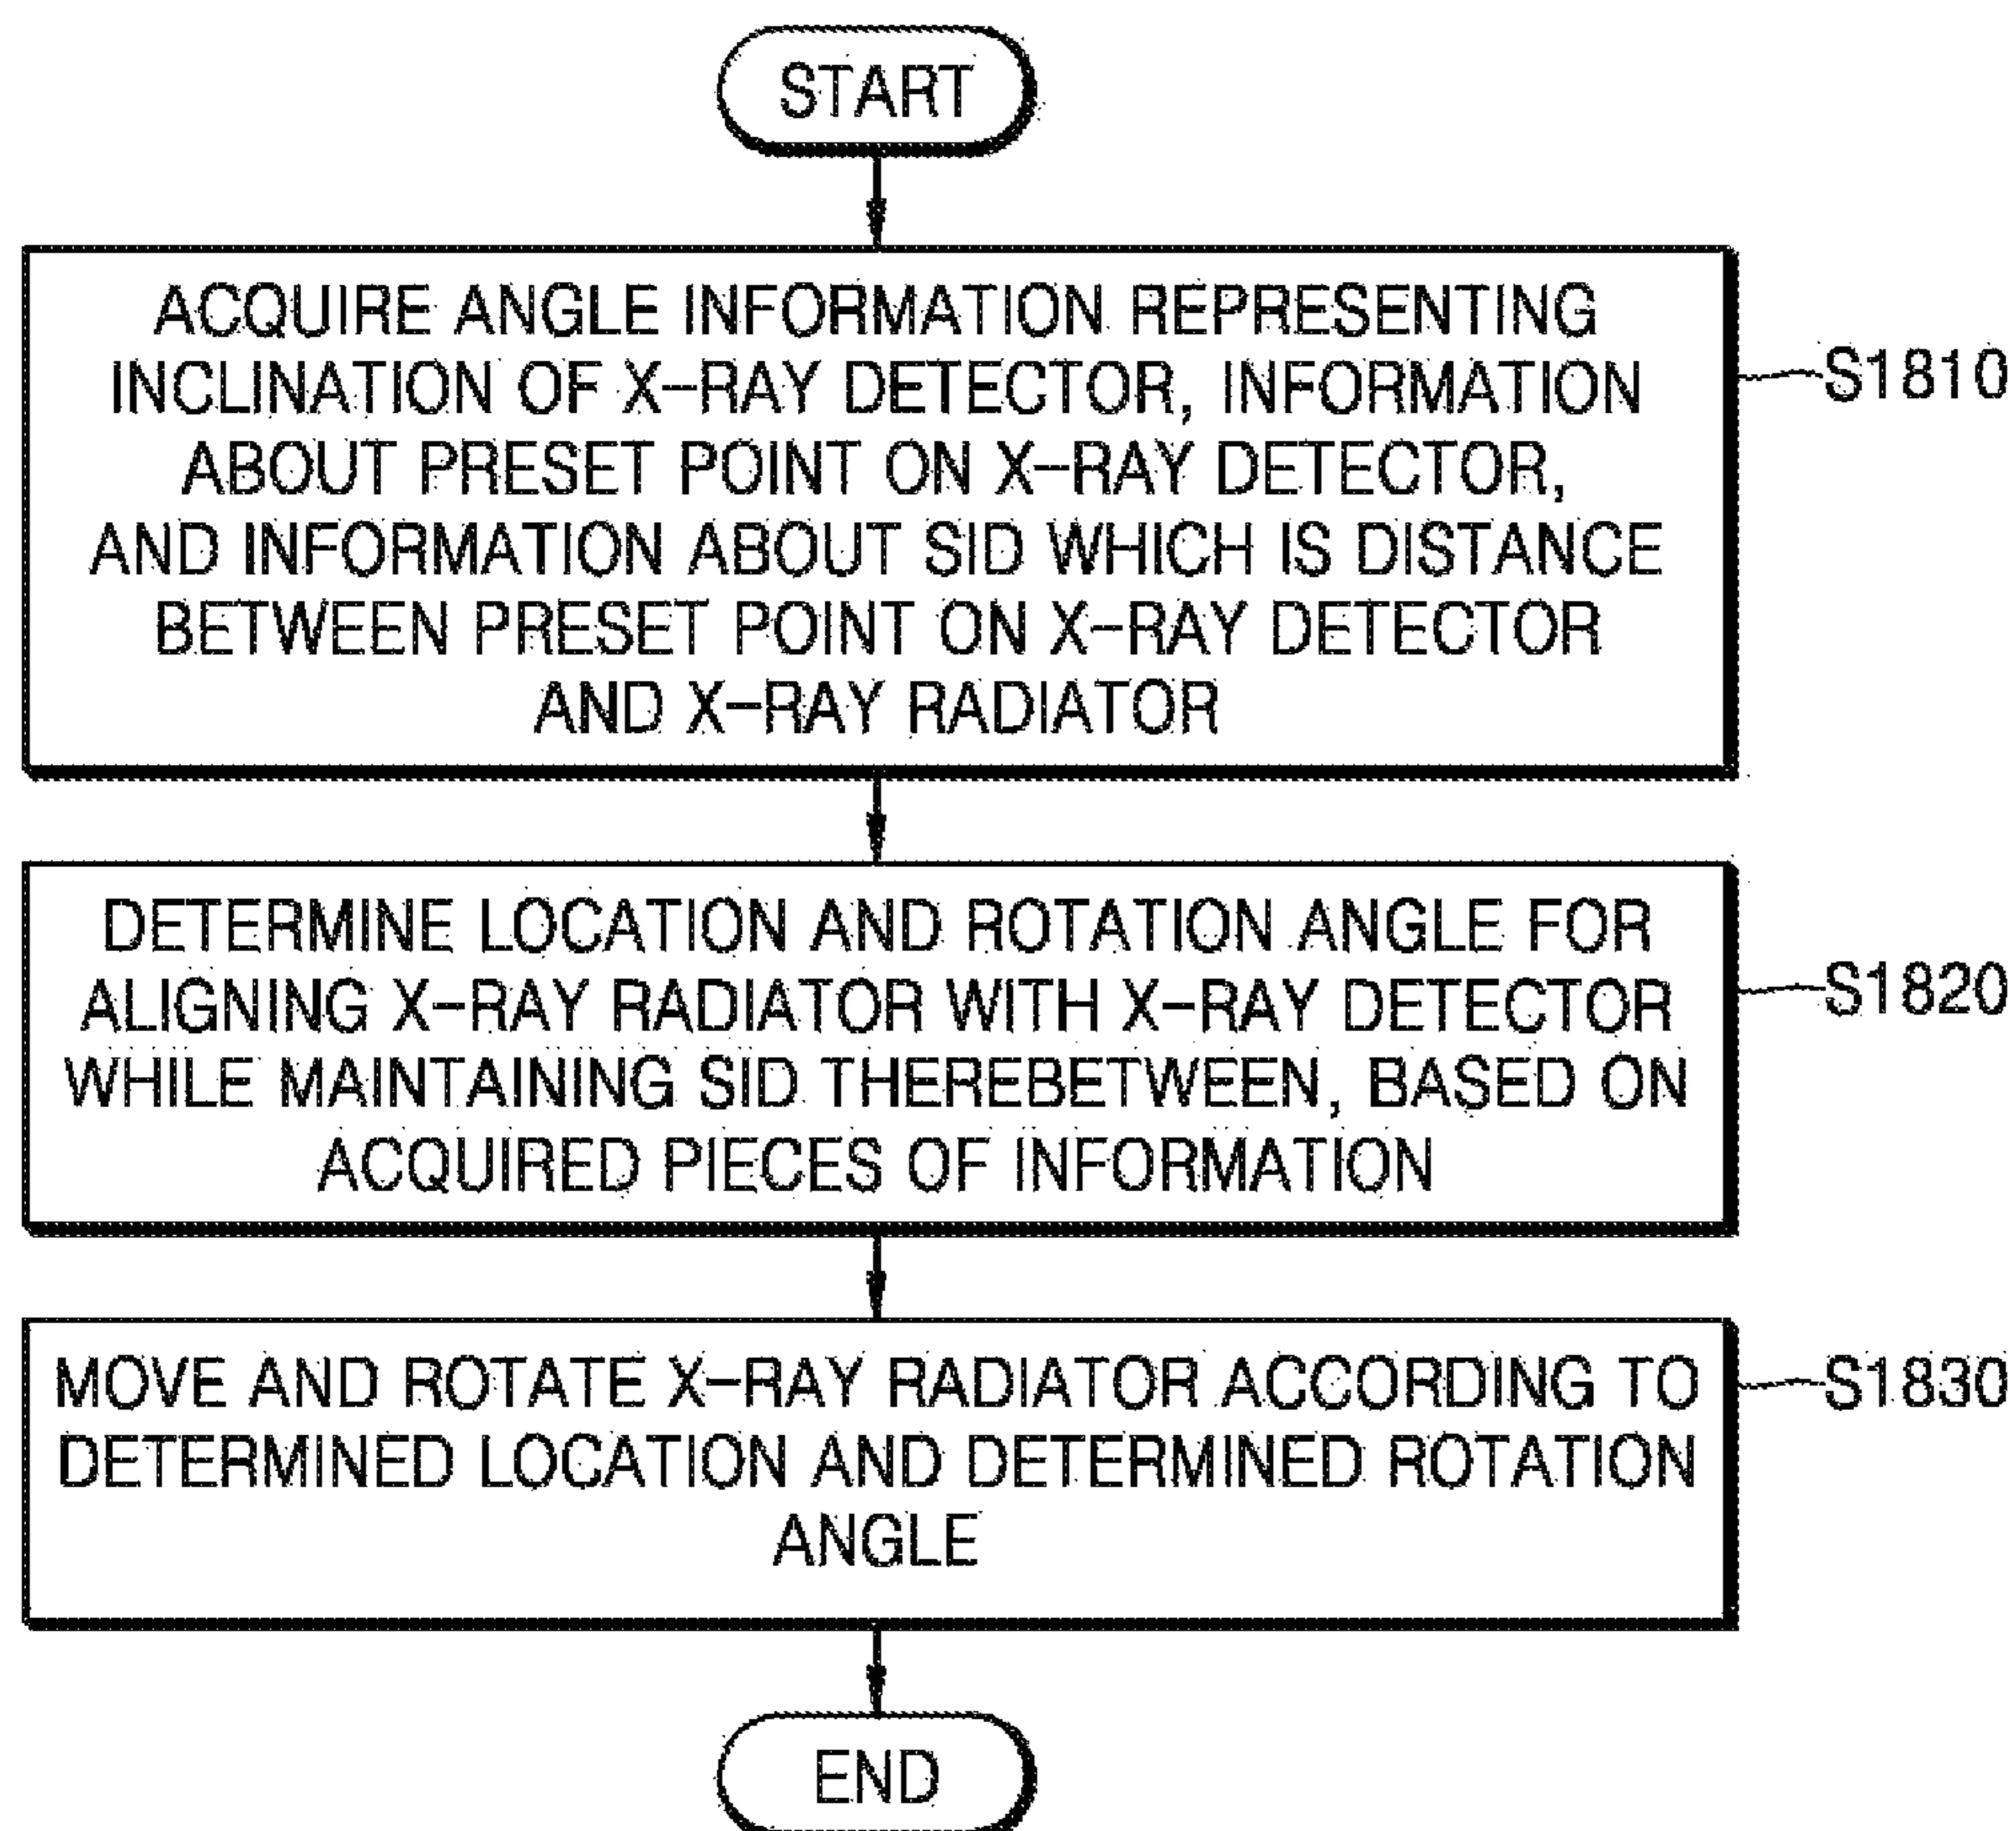 START
ACQUIRE ANGLE INFORMATION REPRESENTING
INCLINATION OF X-RAY DETECTOR, INFORMATION
ABOUT PRESET POINT ON X-RAY DETECTOR,
AND INFORMATION ABOUT SID WHICH IS DISTANCE
BETWEEN PRESET POINT ON X-RAY DETECTOR
AND X-RAY RADIATOR
S1810
DETERMINE LOCATION AND ROTATION ANGLE FOR
ALIGNING X-RAY RADIATOR WITH X-RAY DETECTOR
WHILE MAINTAINING SID THEREBETWEEN, BASED ON
ACQUIRED PIECES OF INFORMATION
S1820
MOVE AND ROTATE X-RAY RADIATOR ACCORDING TO
DETERMINED LOCATION AND DETERMINED ROTATION
ANGLE
S1830
END